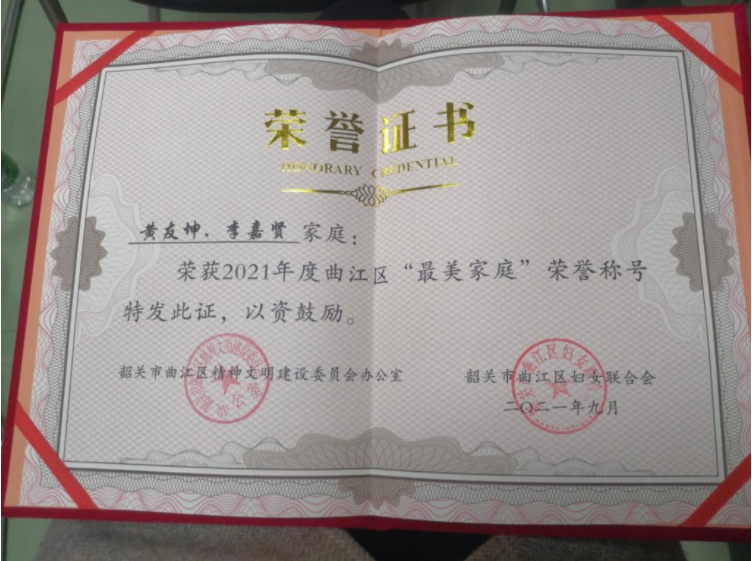 荣誉证书
HONORARY CREDENTIAL
黄友坤、李嘉贤家庭：
荣获2021年度曲江区“最美家庭”荣誉称号
特发此证，以资鼓励。
韶关市曲江区精神文明建设委员会办公室
韶关市曲江区妇女联合会
二〇二一年九月